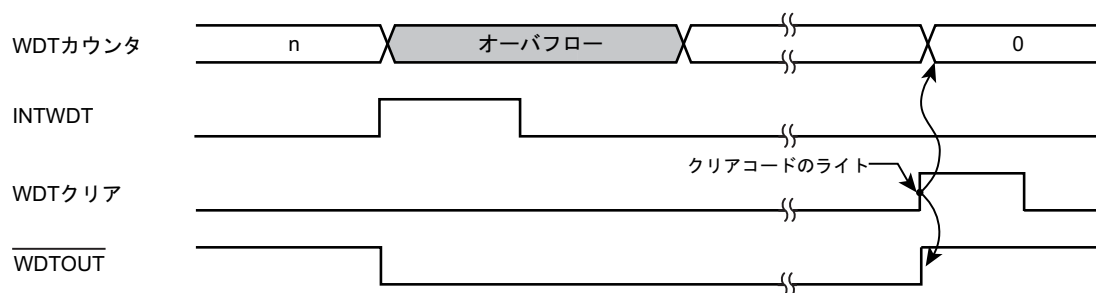 WDTカウンタ n オーバフロー 0
INTWDT
クリアコードのライト
WDTクリア
WDTOUT